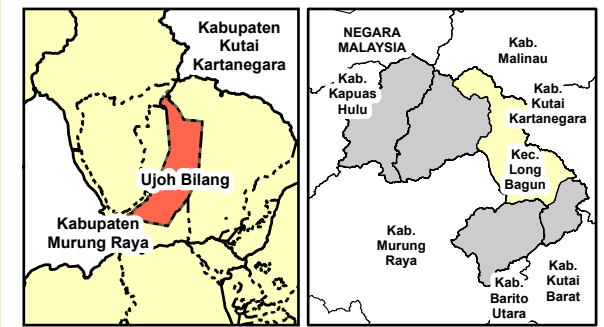 Kabupaten
Kutai
Kartanegara
Ujoh Bilang
Kabupaten
Murung Raya
NEGARA
MALAYSIA
Kab.
Malinau
Kab.
Kapuas
Hulu
Kab.
Kutai
Kartanegara
Kec.
Long
Bagun
Kab.
Murung
Raya
Kab.
Barito
Utara
Kab.
Kutai
Barat